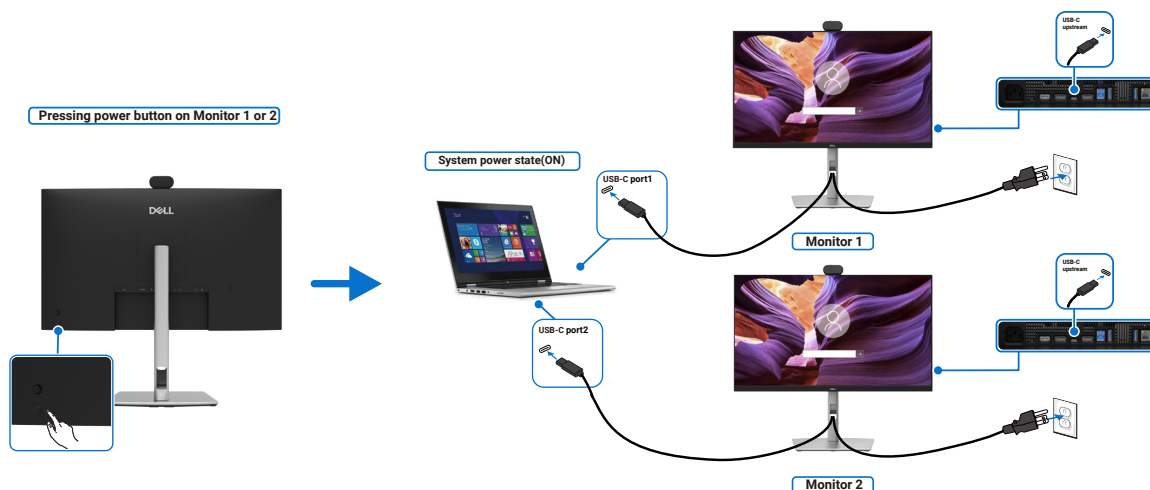 Pressing power button on Monitor 1 or 2
DELL
System power state(ON)
USB-C port1
USB-C
upstream
Monitor 1
USB-C port2
USB-C
upstream
Monitor 2